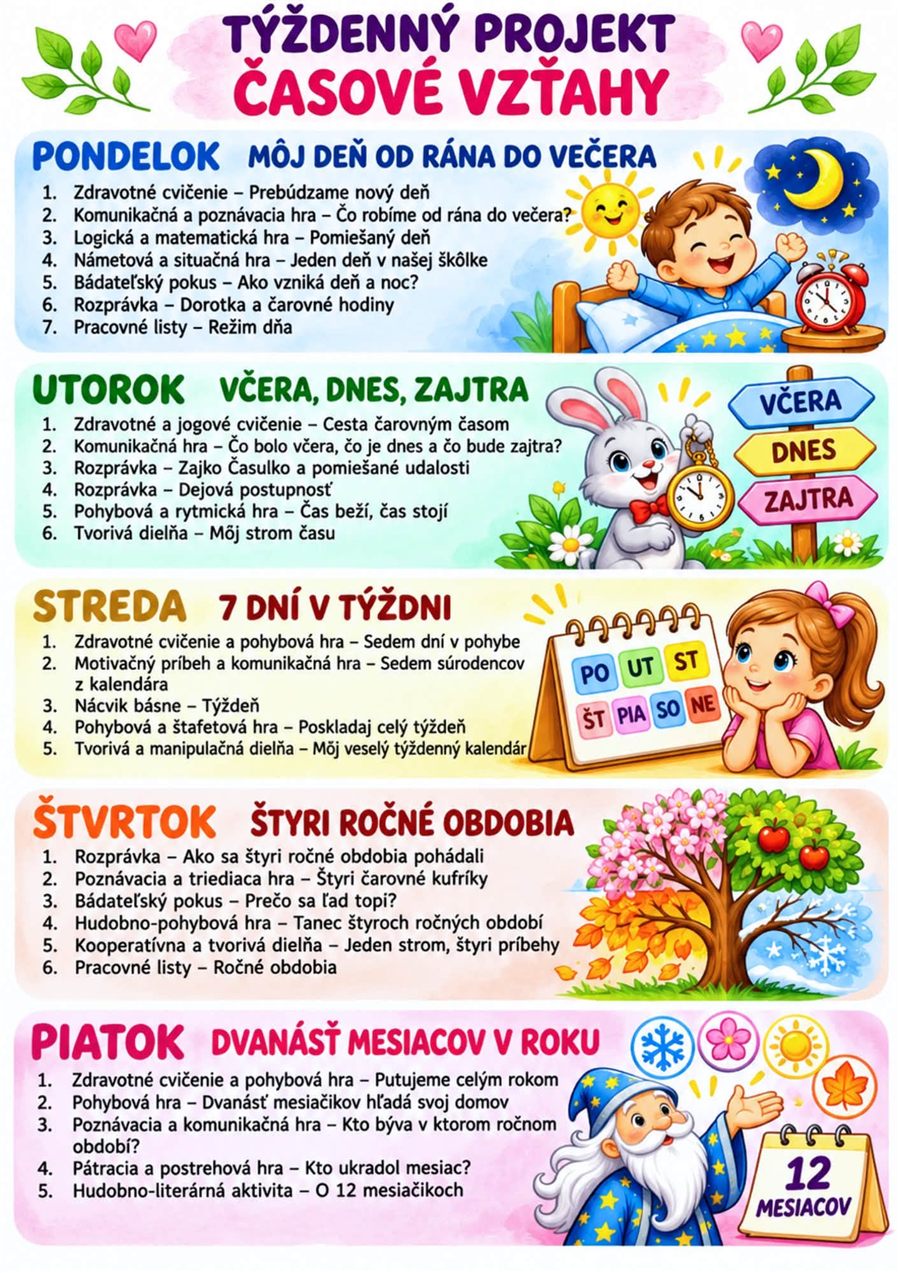 TÝŽDENNÝ PROJEKT
ČASOVÉ VZŤAHY
PONDELOK MÔJ DEŇ OD RÁNA DO VEČERA
1. Zdravotné cvičenie – Prebúdzame nový deň
2. Komunikačná a poznávacia hra – Čo robíme od rána do večera?
3. Logická a matematická hra – Pomiešaný deň
4. Námetová a situačná hra – Jeden deň v našej škôlke
5. Bádateľský pokus – Ako vzniká deň a noc?
6. Rozprávka – Dorotka a čarovné hodiny
7. Pracovné listy – Režim dňa
UTOROK VČERA, DNES, ZAJTRA
1. Zdravotné a jogové cvičenie – Cesta čarovným časom
2. Komunikačná hra – Čo bolo včera, čo je dnes a čo bude zajtra?
3. Rozprávka – Zajko Časulko a pomiešané udalosti
4. Rozprávka – Dejová postupnosť
5. Pohybová a rytmická hra – Čas beží, čas stojí
6. Tvorivá dielňa – Môj strom času
VČERA
DNES
ZAJTRA
STREDA 7 DNÍ V TÝŽDNI
1. Zdravotné cvičenie a pohybová hra – Sedem dní v pohybe
2. Motivačný príbeh a komunikačná hra – Sedem súrodencov
z kalendára
3. Nácvik básne – Týždeň
4. Pohybová a štafetová hra – Poskladaj celý týždeň
5. Tvorivá a manipulačná dielňa – Môj veselý týždenný kalendár
PO UT ST
ŠT PIA SO NE
ŠTVRTOK ŠTYRI ROČNÉ OBDOBIA
1. Rozprávka – Ako sa štyri ročné obdobia pohádali
2. Poznávacia a triediaca hra – Štyri čarovné kufríky
3. Bádateľský pokus – Prečo sa ľad topi?
4. Hudobno-pohybová hra – Tanec štyroch ročných období
5. Kooperatívna a tvorivá dielňa – Jeden strom, štyri príbehy
6. Pracovné listy – Ročné obdobia
PIATOK DVANÁSŤ MESIACOV V ROKU
1. Zdravotné cvičenie a pohybová hra – Putujeme celým rokom
2. Pohybová hra – Dvanásť mesiačikov hľadá svoj domov
3. Poznávacia a komunikačná hra – Kto býva v ktorom ročnom
období?
4. Pátracia a postrehová hra – Kto ukradol mesiac?
5. Hudobno-literárná aktivita – O 12 mesiačikoch
12
MESIACOV